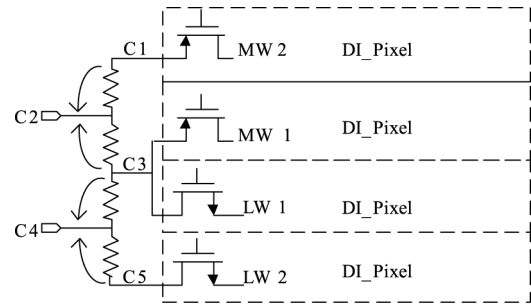 C1
MW 2
DI_Pixel
C2
MW 1
DI_Pixel
C3
LW 1
DI_Pixel
C4
C5
LW 2
DI_Pixel